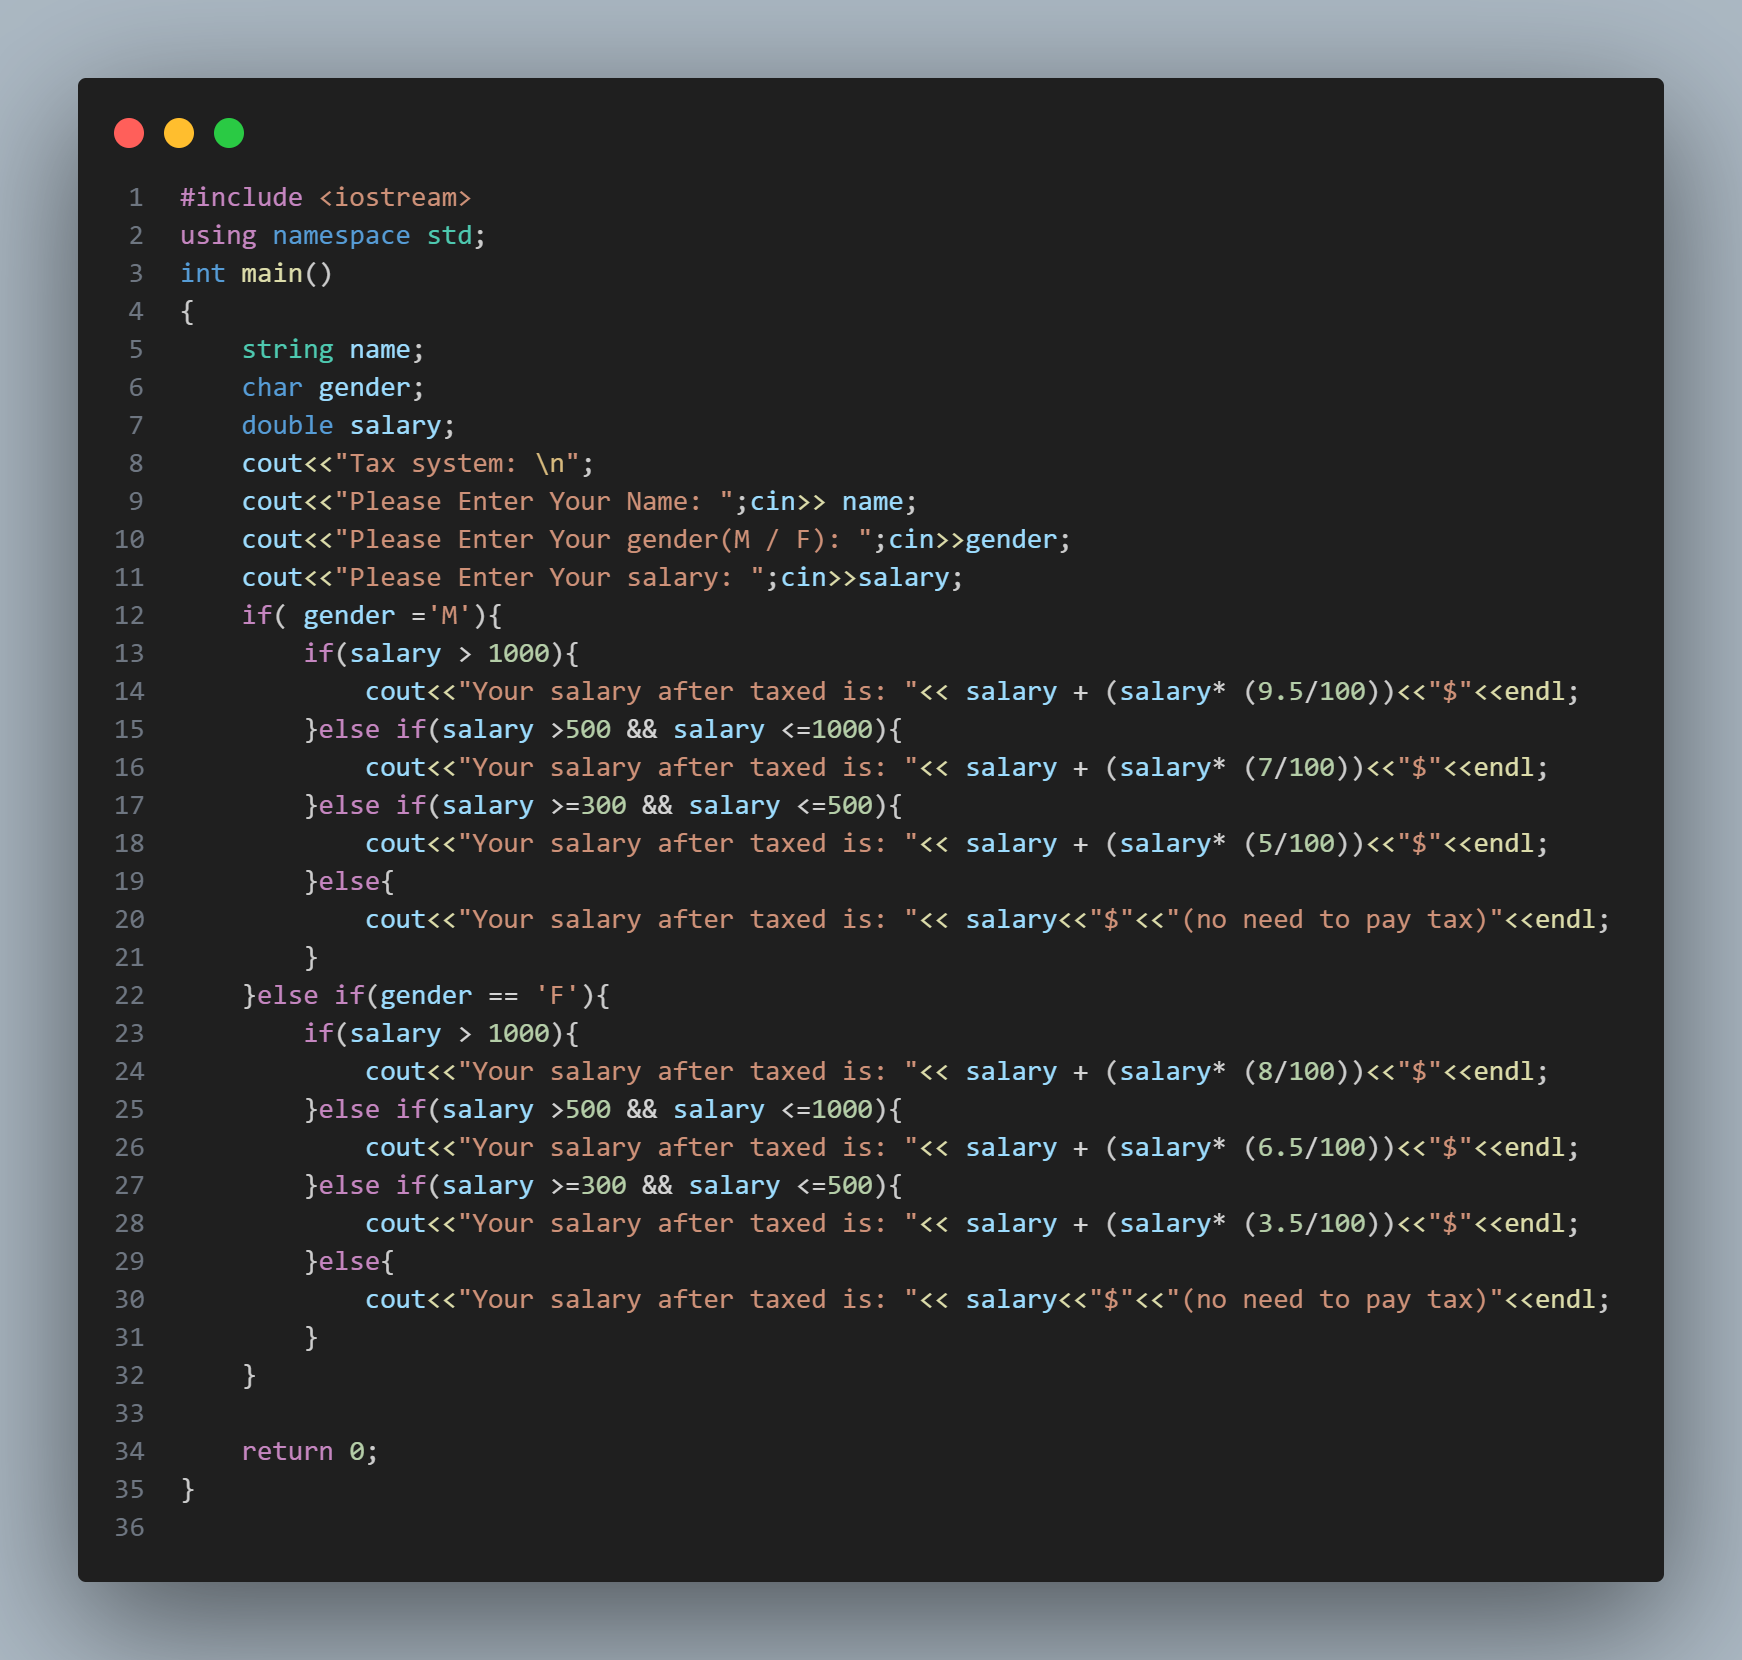 1 #include <iostream>
2 using namespace std;
3 int main()
4 {
5     string name;
6     char gender;
7     double salary;
8     cout<<"Tax system: \n";
9     cout<<"Please Enter Your Name: ";cin>> name;
10     cout<<"Please Enter Your gender(M / F): ";cin>>gender;
11     cout<<"Please Enter Your salary: ";cin>>salary;
12     if( gender ='M'){
13         if(salary > 1000){
14             cout<<"Your salary after taxed is: "<< salary + (salary* (9.5/100))<<"$"<<endl;
15         }else if(salary >500 && salary <=1000){
16             cout<<"Your salary after taxed is: "<< salary + (salary* (7/100))<<"$"<<endl;
17         }else if(salary >=300 && salary <=500){
18             cout<<"Your salary after taxed is: "<< salary + (salary* (5/100))<<"$"<<endl;
19         }else{
20             cout<<"Your salary after taxed is: "<< salary<<"$"<<"(no need to pay tax)"<<endl;
21         }
22     }else if(gender == 'F'){
23         if(salary > 1000){
24             cout<<"Your salary after taxed is: "<< salary + (salary* (8/100))<<"$"<<endl;
25         }else if(salary >500 && salary <=1000){
26             cout<<"Your salary after taxed is: "<< salary + (salary* (6.5/100))<<"$"<<endl;
27         }else if(salary >=300 && salary <=500){
28             cout<<"Your salary after taxed is: "<< salary + (salary* (3.5/100))<<"$"<<endl;
29         }else{
30             cout<<"Your salary after taxed is: "<< salary<<"$"<<"(no need to pay tax)"<<endl;
31         }
32     }
33
34     return 0;
35 }
36